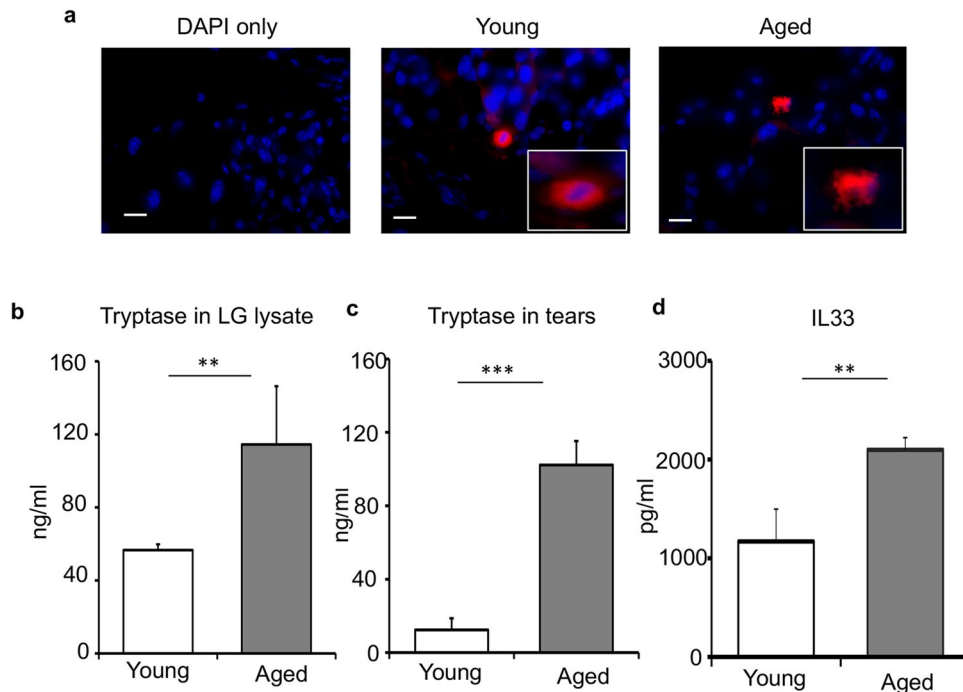 a
DAPI only Young Aged
b Tryptase in LG lysate c Tryptase in tears d IL33
ng/ml
160
120
80
40
0
**
Young Aged
ng/ml
160
120
80
40
0
***
Young Aged
pg/ml
3000
2000
1000
0
**
Young Aged